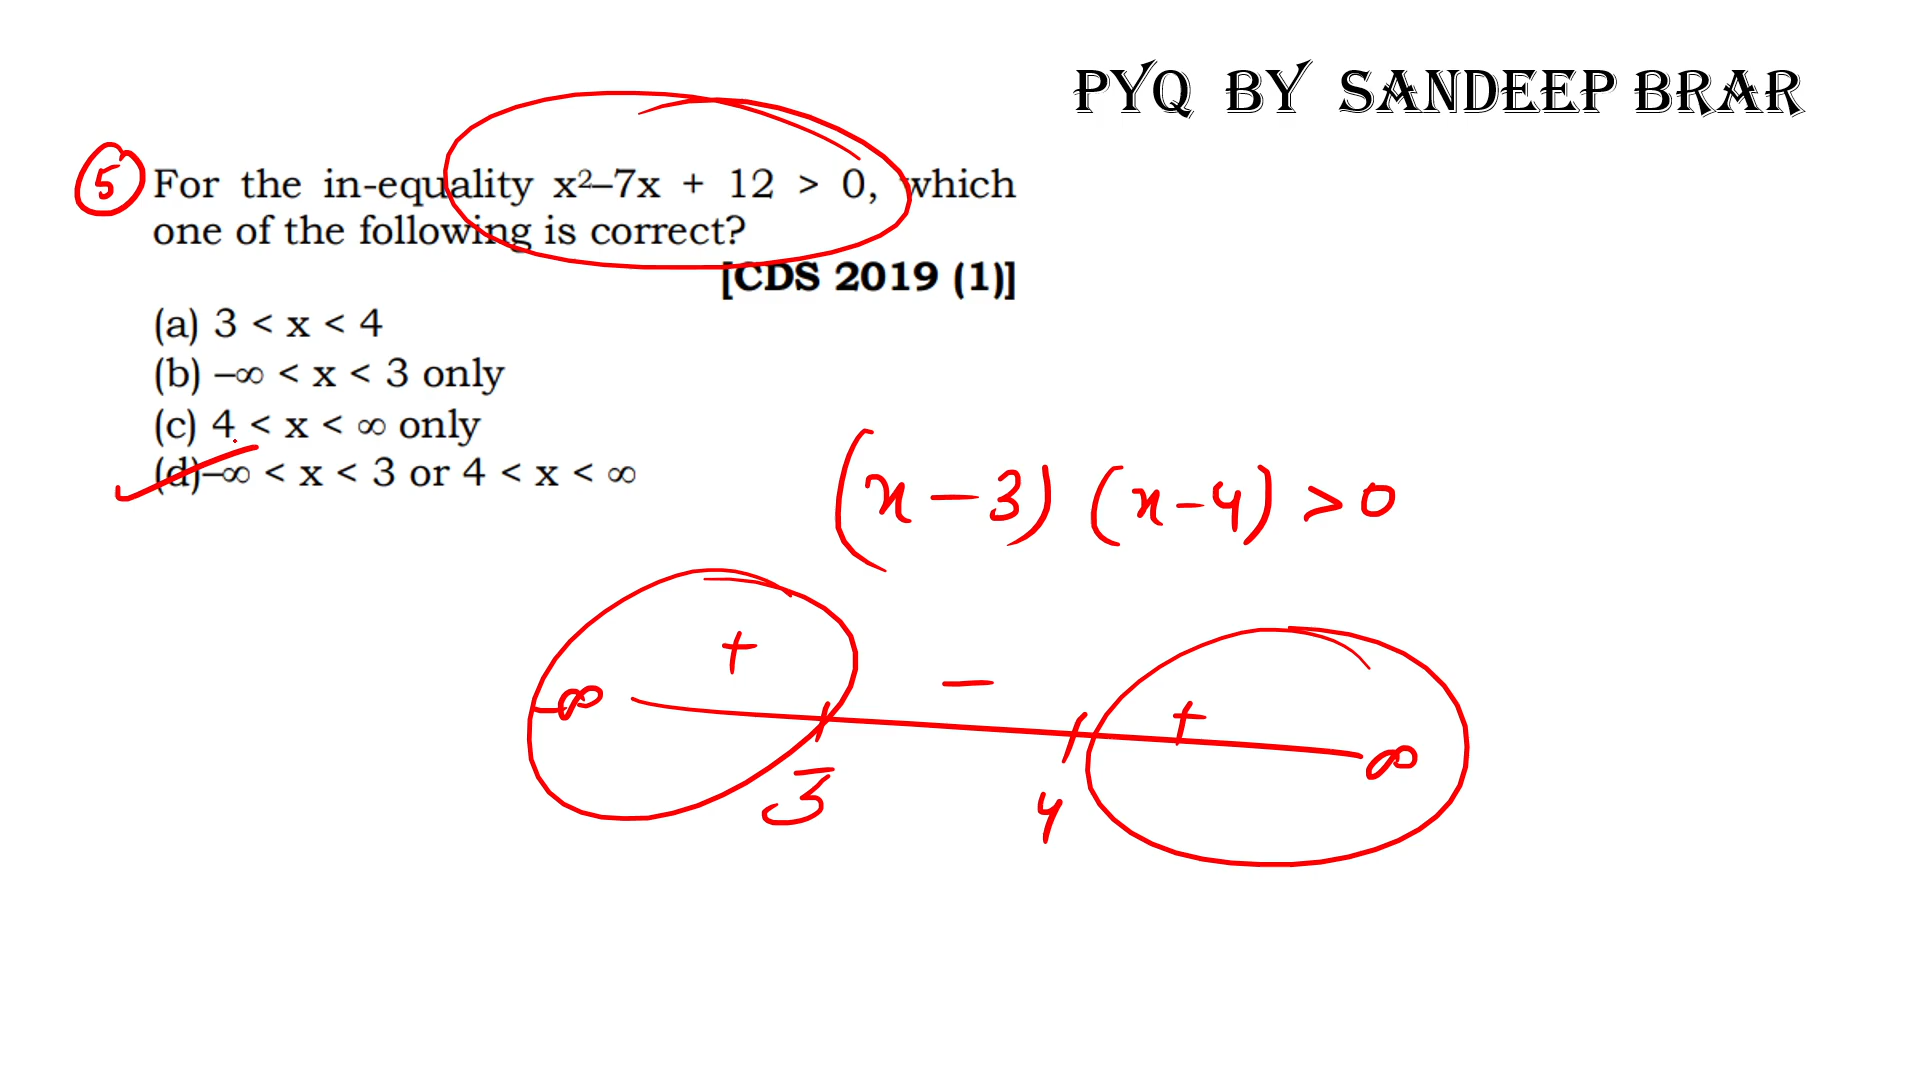 PYQ BY SANDEEP BRAR
5 For the in-equality x²–7x + 12 > 0, which
one of the following is correct?
[CDS 2019 (1)]
(a) 3 < x < 4
(b) –∞ < x < 3 only
(c) 4 < x < ∞ only
(d) –∞ < x < 3 or 4 < x < ∞
(x – 3) (x – 4) > 0
+ – +
–∞ ∞
3 4